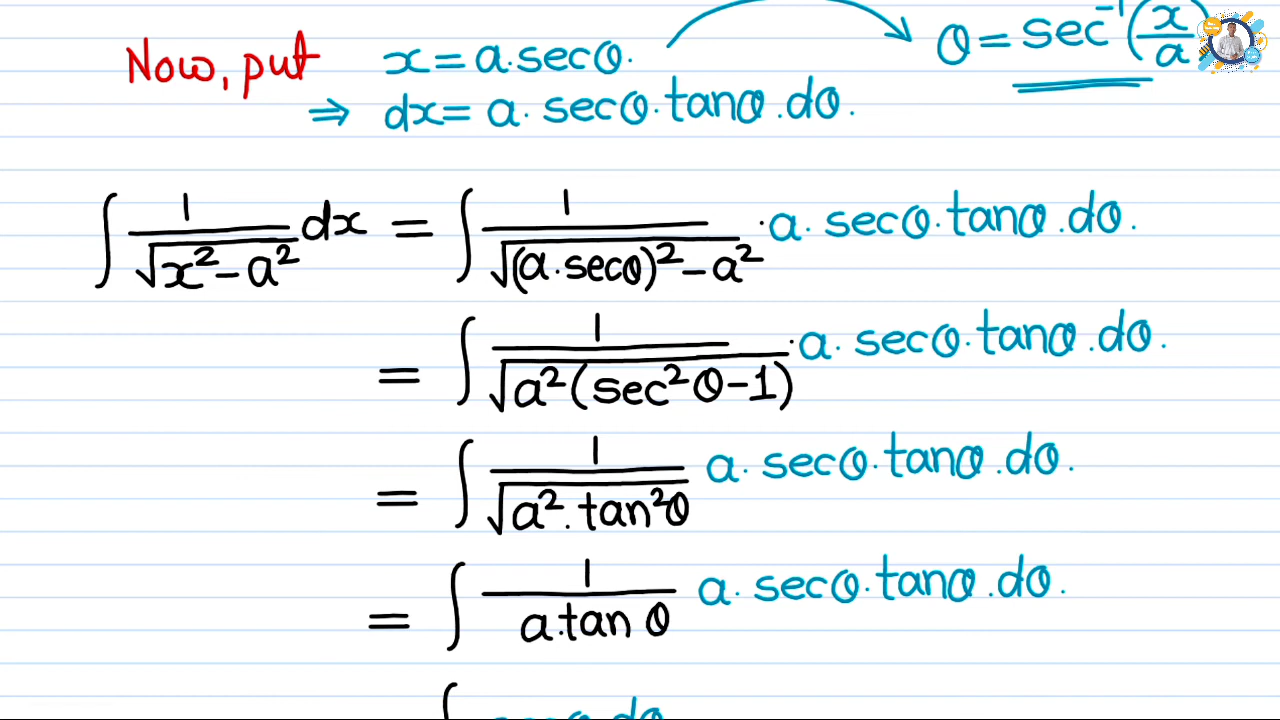 Now, put x = a.secθ. θ = sec⁻¹(x/a)
⇒ dx = a.secθ.tanθ.dθ.
∫ 1/√(x²-a²) dx = ∫ 1/√((a.secθ)²-a²) .a.secθ.tanθ.dθ.
= ∫ 1/√(a²(sec²θ-1)) .a.secθ.tanθ.dθ.
= ∫ 1/√(a².tan²θ) a.secθ.tanθ.dθ.
= ∫ 1/(a.tanθ) a.secθ.tanθ.dθ.
∫ secθ.dθ